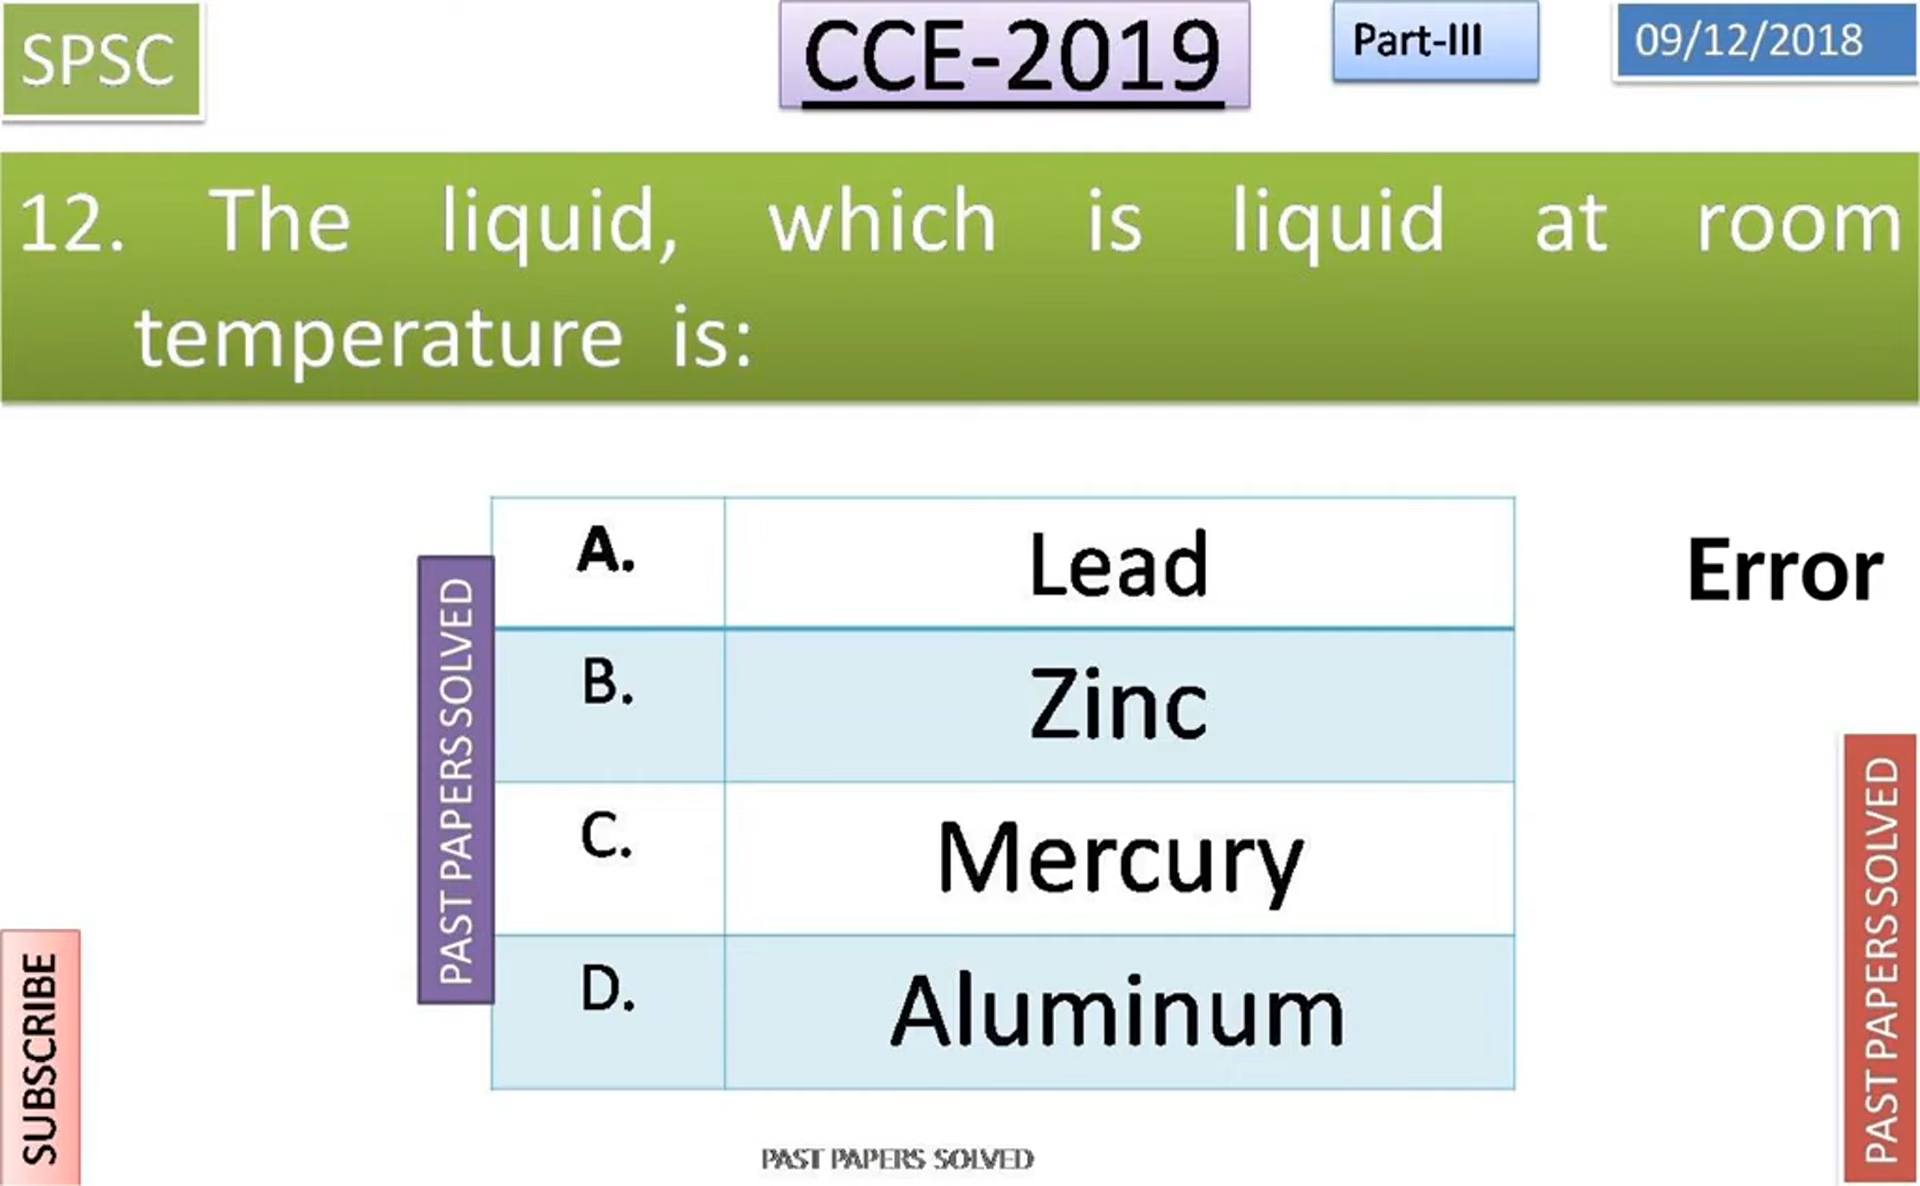 SPSC
CCE-2019
Part-III
09/12/2018
12. The liquid, which is liquid at room
temperature is:
A. Lead
B. Zinc
C. Mercury
D. Aluminum
Error
PAST PAPERS SOLVED
PAST PAPERS SOLVED
SUBSCRIBE
PAST PAPERS SOLVED